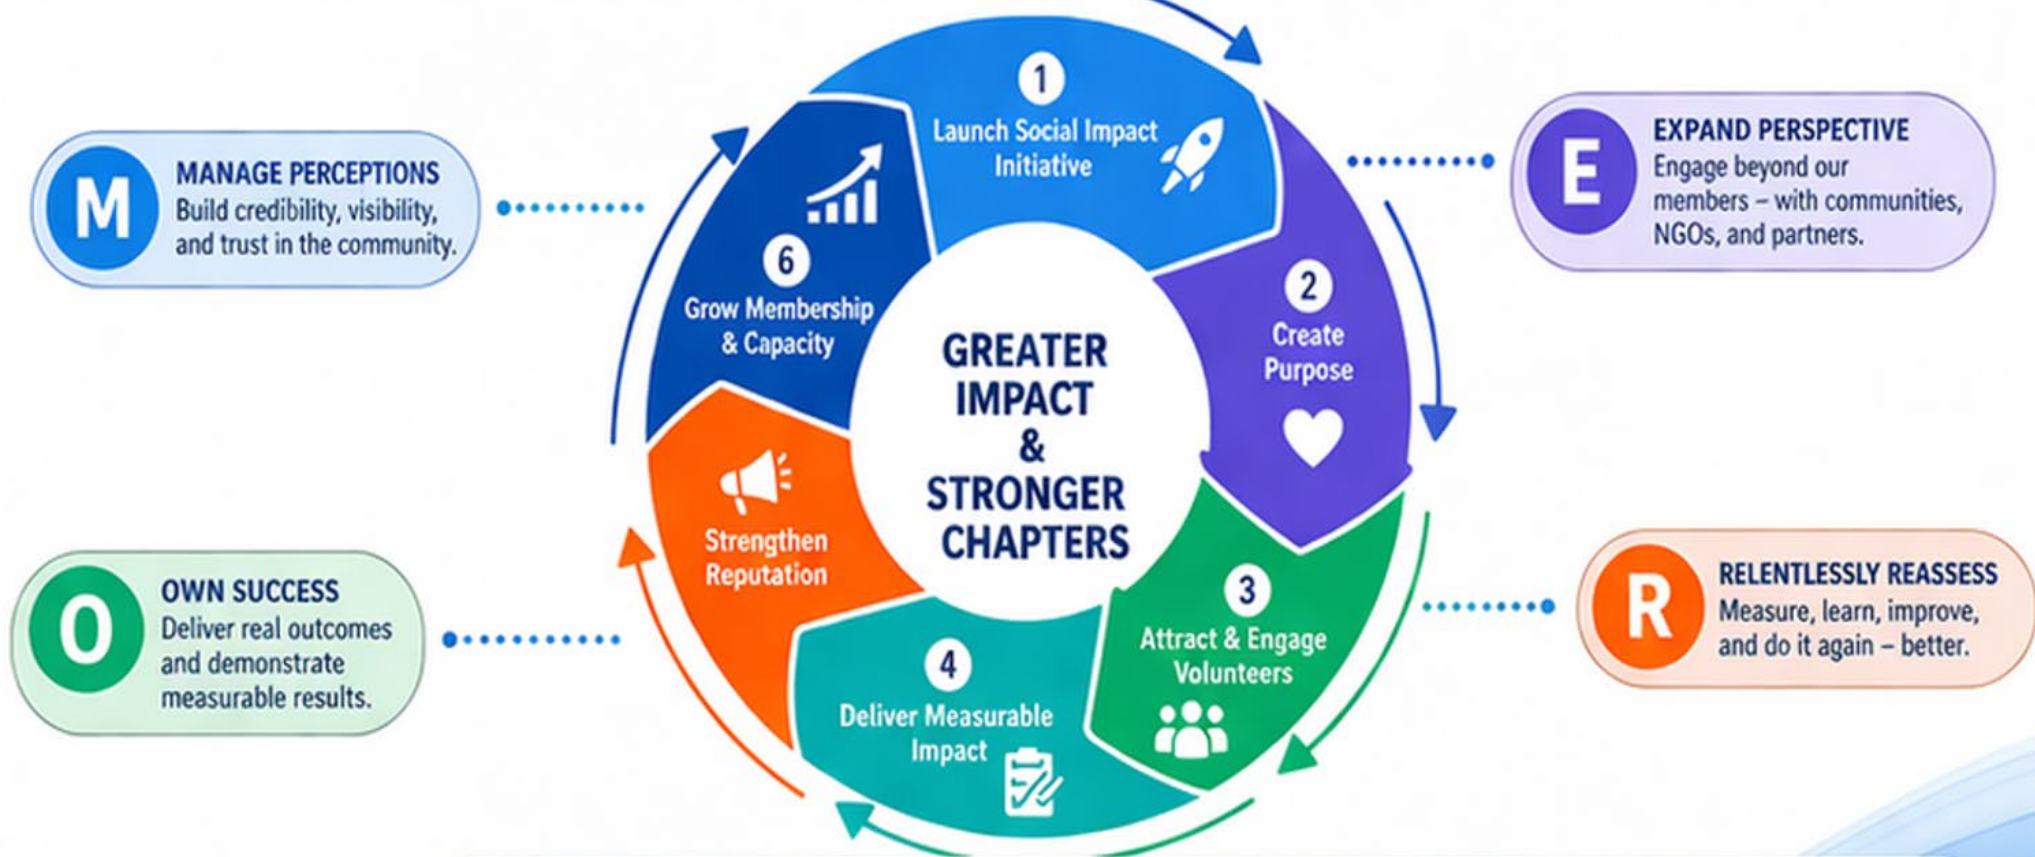 M
MANAGE PERCEPTIONS
Build credibility, visibility,
and trust in the community.
O
OWN SUCCESS
Deliver real outcomes
and demonstrate
measurable results.
1
Launch Social Impact
Initiative
2
Create
Purpose
3
Attract & Engage
Volunteers
4
Deliver Measurable
Impact
Strengthen
Reputation
6
Grow Membership
& Capacity
GREATER
IMPACT
&
STRONGER
CHAPTERS
E
EXPAND PERSPECTIVE
Engage beyond our
members – with communities,
NGOs, and partners.
R
RELENTLESSLY REASSESS
Measure, learn, improve,
and do it again – better.